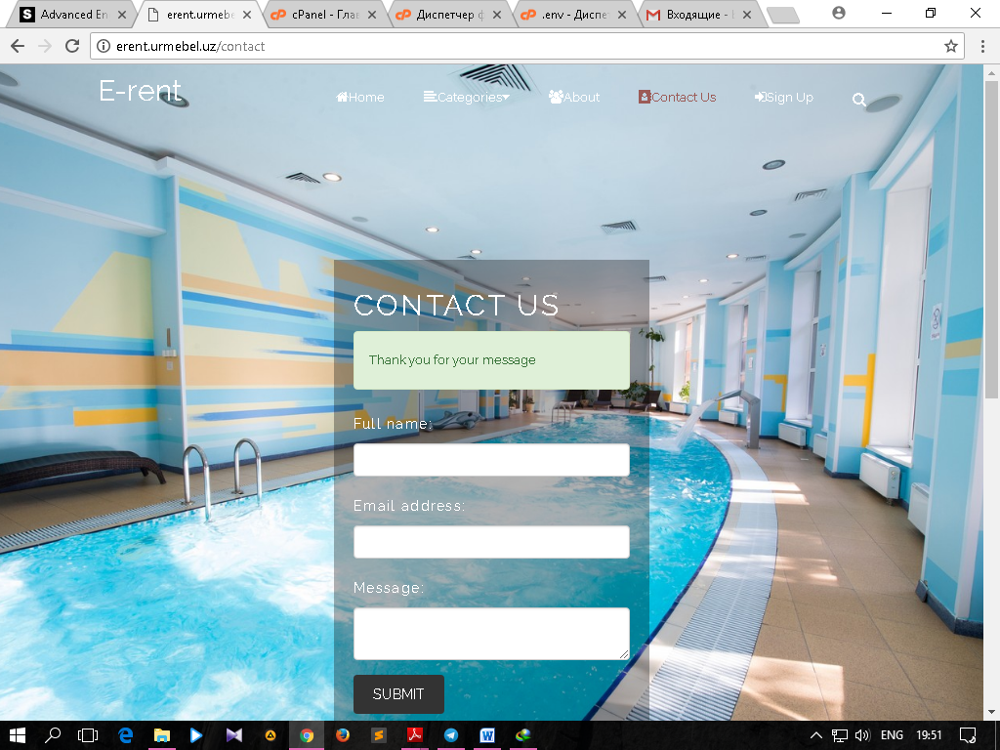 Advanced En
erent.urmebe
cPanel - Глав
Диспетчер ф
.env - Диспе
Входящие -
erent.urmebel.uz/contact
E-rent
Home
Categories
About
Contact Us
Sign Up
CONTACT US
Thank you for your message
Full name:
Email address:
Message:
SUBMIT
ENG
19:51